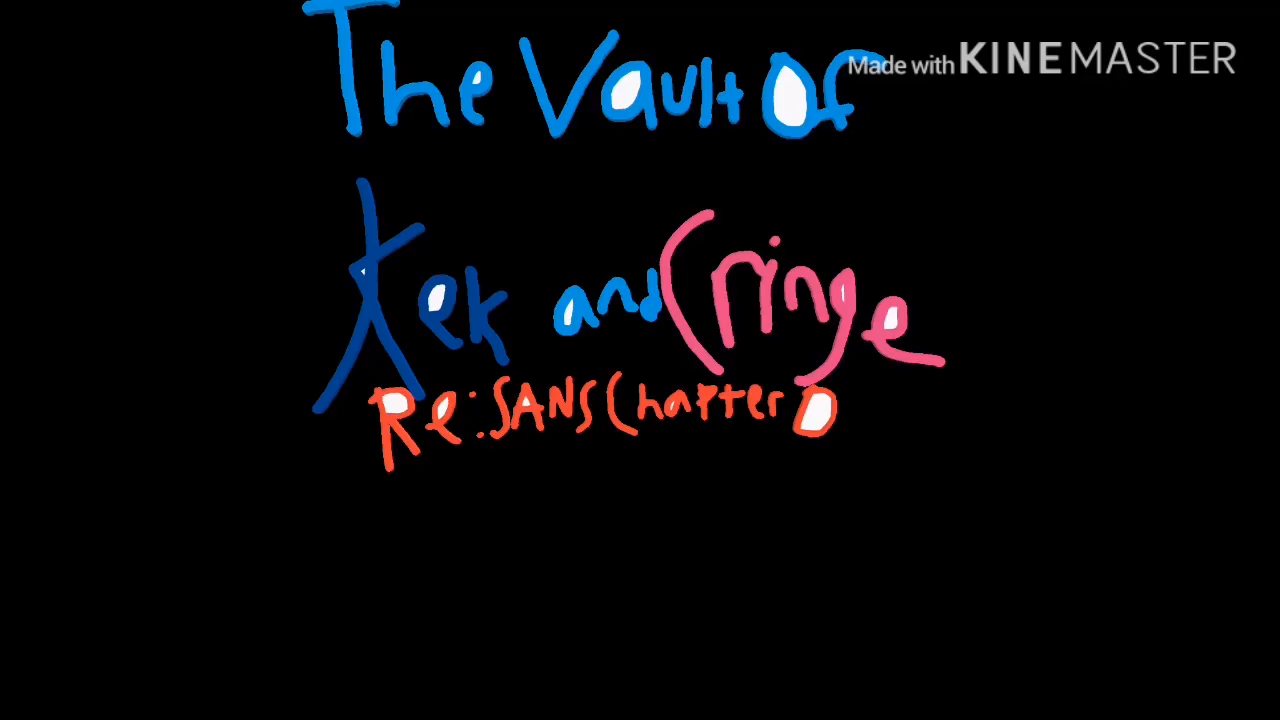 The Vault Of
Made with KINEMASTER
Kek and Cringe
Re:SANS Chapter 0